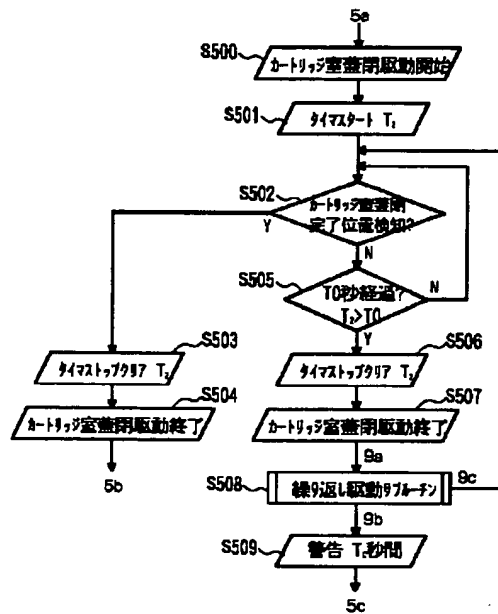 5a
S500
カートリッジ室蓋閉駆動開始
S501
タイマスタート T₂
S502
カートリッジ室蓋閉
完了位置検知?
Y
N
S505
T0秒経過?
T₂>T0
N
Y
S503
タイマストップクリア T₂
S506
タイマストップクリア T₂
S504
カートリッジ室蓋閉駆動終了
S507
カートリッジ室蓋閉駆動終了
5b
9a
S508
繰り返し駆動サブルーチン
9c
9b
S509
警告 秒間
5c